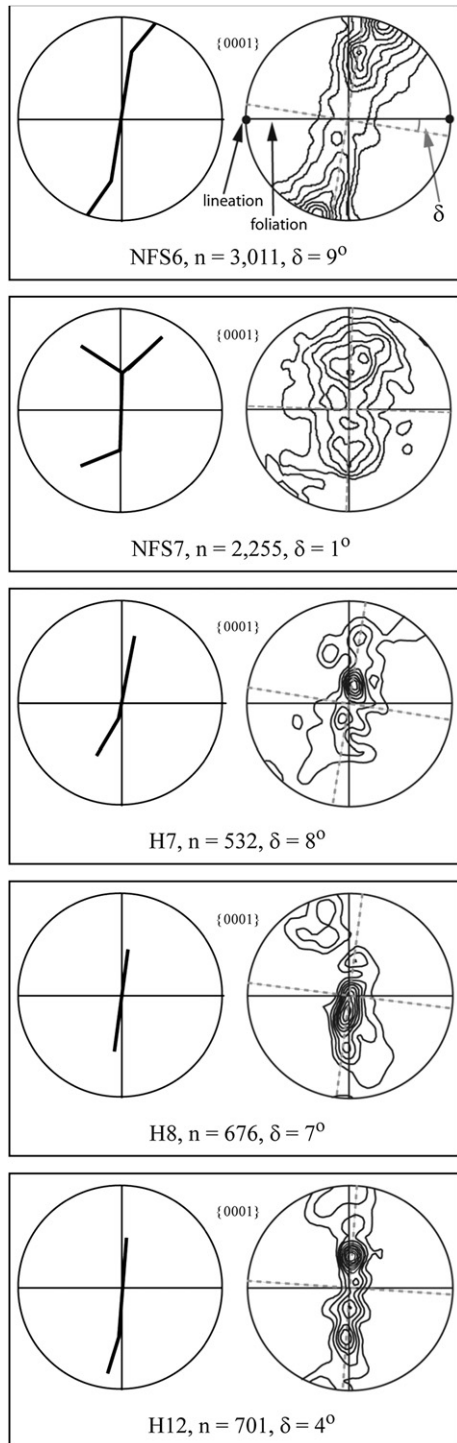 {0001}
lineation
foliation
δ
NFS6, n = 3,011, δ = 9°
{0001}
NFS7, n = 2,255, δ = 1°
{0001}
H7, n = 532, δ = 8°
{0001}
H8, n = 676, δ = 7°
{0001}
H12, n = 701, δ = 4°